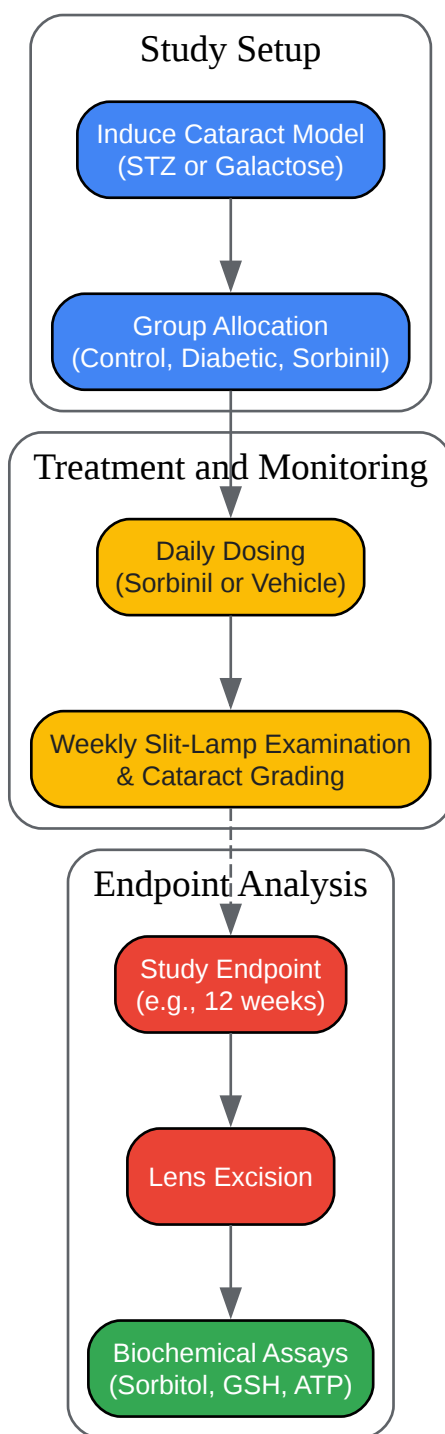 Study Setup
Induce Cataract Model
(STZ or Galactose)
Group Allocation
(Control, Diabetic, Sorbinil)
Treatment and Monitoring
Daily Dosing
(Sorbinil or Vehicle)
Weekly Slit-Lamp Examination
& Cataract Grading
Endpoint Analysis
Study Endpoint
(e.g., 12 weeks)
Lens Excision
Biochemical Assays
(Sorbitol, GSH, ATP)